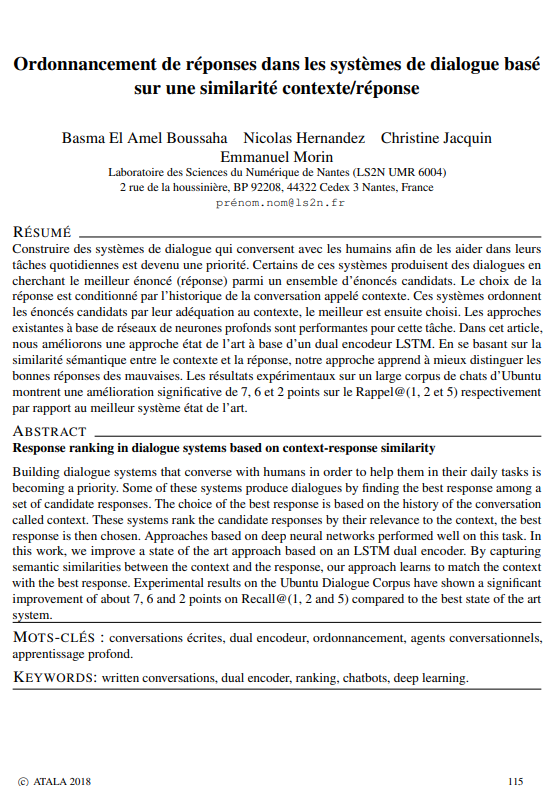 Ordonnancement de réponses dans les systèmes de dialogue basé
sur une similarité contexte/réponse
Basma El Amel Boussaha Nicolas Hernandez Christine Jacquin
Emmanuel Morin
Laboratoire des Sciences du Numérique de Nantes (LS2N UMR 6004)
2 rue de la houssinière, BP 92208, 44322 Cedex 3 Nantes, France
prénom.nom@ls2n.fr
RÉSUMÉ
Construire des systèmes de dialogue qui conversent avec les humains afin de les aider dans leurs
tâches quotidiennes est devenu une priorité. Certains de ces systèmes produisent des dialogues en
cherchant le meilleur énoncé (réponse) parmi un ensemble d'énoncés candidats. Le choix de la
réponse est conditionné par l'historique de la conversation appelé contexte. Ces systèmes ordonnent
les énoncés candidats par leur adéquation au contexte, le meilleur est ensuite choisi. Les approches
existantes à base de réseaux de neurones profonds sont performantes pour cette tâche. Dans cet article,
nous améliorons une approche état de l'art à base d'un dual encodeur LSTM. En se basant sur la
similarité sémantique entre le contexte et la réponse, notre approche apprend à mieux distinguer les
bonnes réponses des mauvaises. Les résultats expérimentaux sur un large corpus de chats d'Ubuntu
montrent une amélioration significative de 7, 6 et 2 points sur le Rappel@(1, 2 et 5) respectivement
par rapport au meilleur système état de l'art.
ABSTRACT
Response ranking in dialogue systems based on context-response similarity
Building dialogue systems that converse with humans in order to help them in their daily tasks is
becoming a priority. Some of these systems produce dialogues by finding the best response among a
set of candidate responses. The choice of the best response is based on the history of the conversation
called context. These systems rank the candidate responses by their relevance to the context, the best
response is then chosen. Approaches based on deep neural networks performed well on this task. In
this work, we improve a state of the art approach based on an LSTM dual encoder. By capturing
semantic similarities between the context and the response, our approach learns to match the context
with the best response. Experimental results on the Ubuntu Dialogue Corpus have shown a significant
improvement of about 7, 6 and 2 points on Recall@(1, 2 and 5) compared to the best state of the art
system.
MOTS-CLÉS : conversations écrites, dual encodeur, ordonnancement, agents conversationnels,
apprentissage profond.
KEYWORDS: written conversations, dual encoder, ranking, chatbots, deep learning.
© ATALA 2018 115